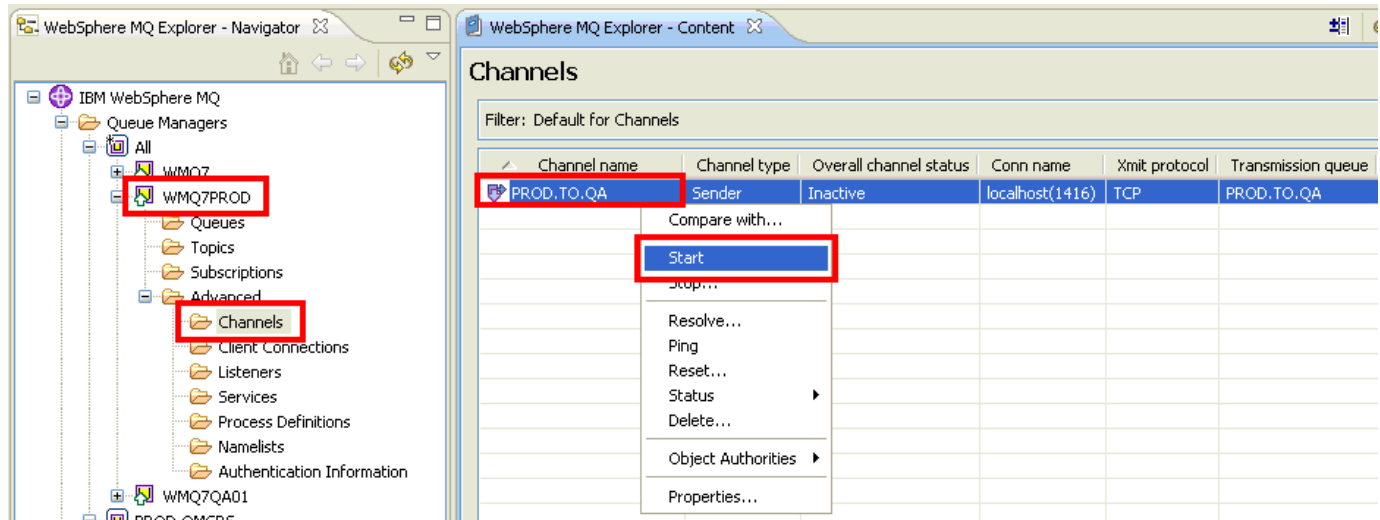 WebSphere MQ Explorer - Navigator
IBM WebSphere MQ
Queue Managers
All
WMQ7
WMQ7PROD
Queues
Topics
Subscriptions
Advanced
Channels
Client Connections
Listeners
Services
Process Definitions
Namelists
Authentication Information
WMQ7QA01
PROD_QMGRS
WebSphere MQ Explorer - Content
Channels
Filter: Default for Channels
Channel name Channel type Overall channel status Conn name Xmit protocol Transmission queue
PROD.TO.QA Sender Inactive localhost(1416) TCP PROD.TO.QA
Compare with...
Start
Stop...
Resolve...
Ping
Reset...
Status
Delete...
Object Authorities
Properties...